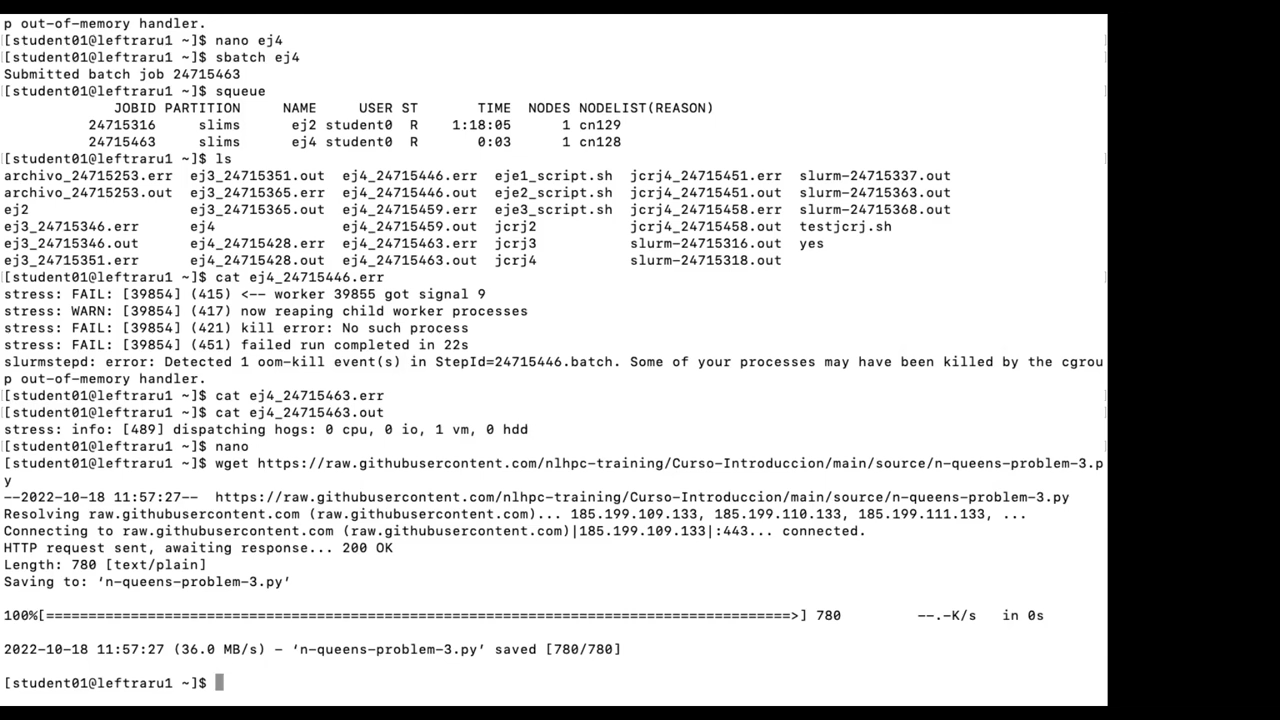 p out-of-memory handler.
[student01@leftraru1 ~]$ nano ej4
[student01@leftraru1 ~]$ sbatch ej4
Submitted batch job 24715463
[student01@leftraru1 ~]$ squeue
JOBID PARTITION NAME USER ST TIME NODES NODELIST(REASON)
24715316 slims ej2 student0 R 1:18:05 1 cn129
24715463 slims ej4 student0 R 0:03 1 cn128
[student01@leftraru1 ~]$ ls
archivo_24715253.err ej3_24715351.out ej4_24715446.err eje1_script.sh jcrj4_24715451.err slurm-24715337.out
archivo_24715253.out ej3_24715365.err ej4_24715446.out eje2_script.sh jcrj4_24715451.out slurm-24715363.out
ej2 ej3_24715365.out ej4_24715459.err eje3_script.sh jcrj4_24715458.err slurm-24715368.out
ej3_24715346.err ej4 ej4_24715459.out jcrj2 jcrj4_24715458.out testjcrj.sh
ej3_24715346.out ej4_24715428.err ej4_24715463.err jcrj3 slurm-24715316.out yes
ej3_24715351.err ej4_24715428.out ej4_24715463.out jcrj4 slurm-24715318.out
[student01@leftraru1 ~]$ cat ej4_24715446.err
stress: FAIL: [39854] (415) <-- worker 39855 got signal 9
stress: WARN: [39854] (417) now reaping child worker processes
stress: FAIL: [39854] (421) kill error: No such process
stress: FAIL: [39854] (451) failed run completed in 22s
slurmstepd: error: Detected 1 oom-kill event(s) in StepId=24715446.batch. Some of your processes may have been killed by the cgrou
p out-of-memory handler.
[student01@leftraru1 ~]$ cat ej4_24715463.err
[student01@leftraru1 ~]$ cat ej4_24715463.out
stress: info: [489] dispatching hogs: 0 cpu, 0 io, 1 vm, 0 hdd
[student01@leftraru1 ~]$ nano
[student01@leftraru1 ~]$ wget https://raw.githubusercontent.com/nlhpc-training/Curso-Introduccion/main/source/n-queens-problem-3.p
y
--2022-10-18 11:57:27-- https://raw.githubusercontent.com/nlhpc-training/Curso-Introduccion/main/source/n-queens-problem-3.py
Resolving raw.githubusercontent.com (raw.githubusercontent.com)... 185.199.109.133, 185.199.110.133, 185.199.111.133, ...
Connecting to raw.githubusercontent.com (raw.githubusercontent.com)|185.199.109.133|:443... connected.
HTTP request sent, awaiting response... 200 OK
Length: 780 [text/plain]
Saving to: ‘n-queens-problem-3.py’
100%[=========================================================================================>] 780 --.-K/s in 0s
2022-10-18 11:57:27 (36.0 MB/s) - ‘n-queens-problem-3.py’ saved [780/780]
[student01@leftraru1 ~]$